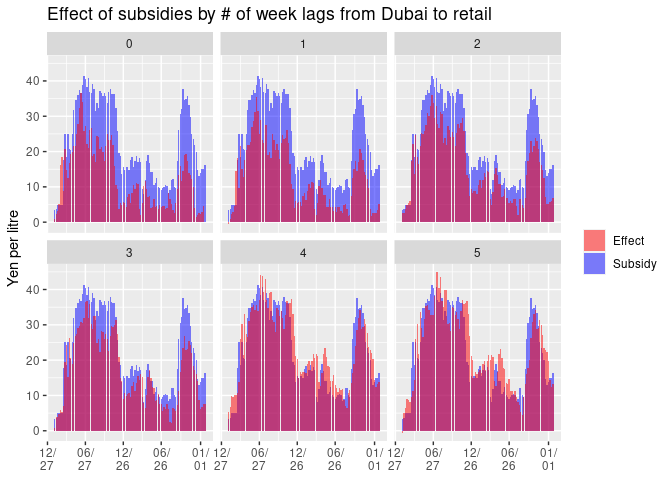 Effect of subsidies by # of week lags from Dubai to retail
0 1 2
40
30
20
10
0
3 4 5
40
30
20
10
0
Yen per litre
12/27 06/27 12/26 06/26 01/01 12/27 06/27 12/26 06/26 01/01 12/27 06/27 12/26 06/26 01/01
Effect
Subsidy